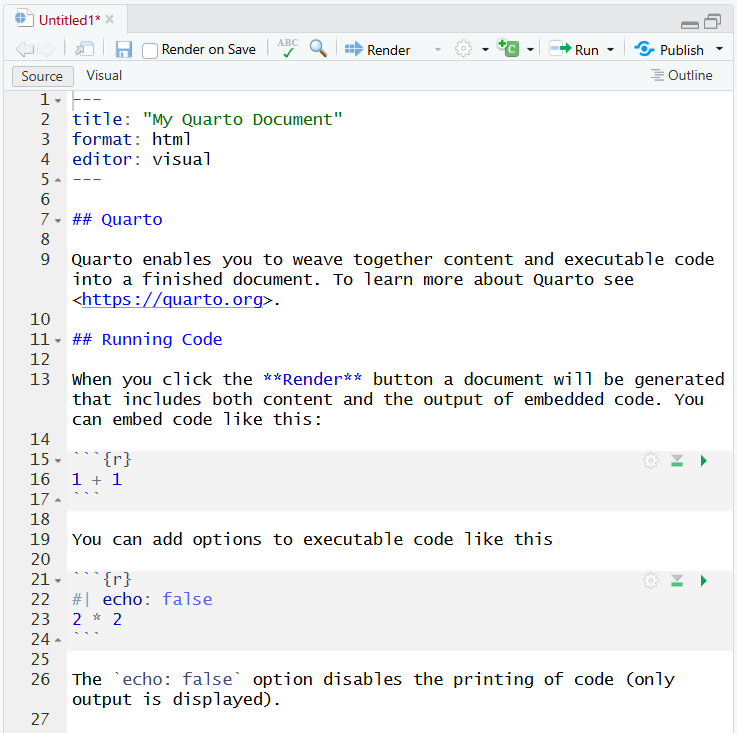 Untitled1*
Render on Save
ABC
Render
C
Run
Publish
Source
Visual
Outline
1 ---
2 title: "My Quarto Document"
3 format: html
4 editor: visual
5 ---
6
7 ## Quarto
8
9 Quarto enables you to weave together content and executable code
into a finished document. To learn more about Quarto see
<https://quarto.org>.
10
11 ## Running Code
12
13 When you click the **Render** button a document will be generated
that includes both content and the output of embedded code. You
can embed code like this:
14
15 ```{r}
16 1 + 1
17 ```
18
19 You can add options to executable code like this
20
21 ```{r}
22 #| echo: false
23 2 * 2
24 ```
25
26 The `echo: false` option disables the printing of code (only
output is displayed).
27